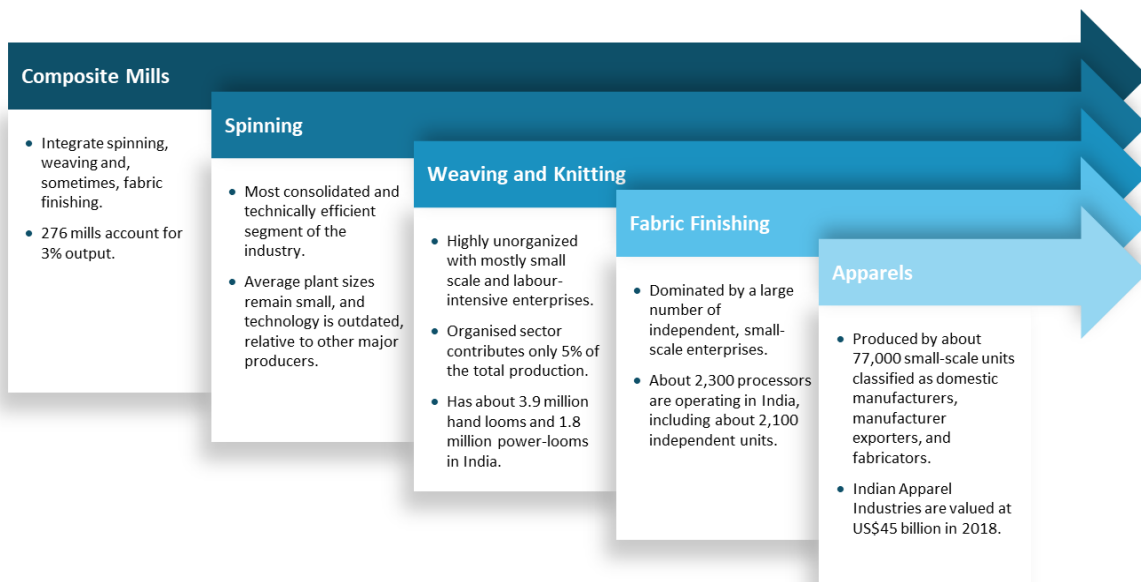 Composite Mills
• Integrate spinning,
weaving and,
sometimes, fabric
finishing.
• 276 mills account for
3% output.
Spinning
• Most consolidated and
technically efficient
segment of the
industry.
• Average plant sizes
remain small, and
technology is outdated,
relative to other major
producers.
Weaving and Knitting
• Highly unorganized
with mostly small
scale and labour-
intensive enterprises.
• Organised sector
contributes only 5% of
the total production.
• Has about 3.9 million
hand looms and 1.8
million power-looms
in India.
Fabric Finishing
• Dominated by a large
number of
independent, small-
scale enterprises.
• About 2,300 processors
are operating in India,
including about 2,100
independent units.
Apparels
• Produced by about
77,000 small-scale units
classified as domestic
manufacturers,
manufacturer
exporters, and
fabricators.
• Indian Apparel
Industries are valued at
US$45 billion in 2018.